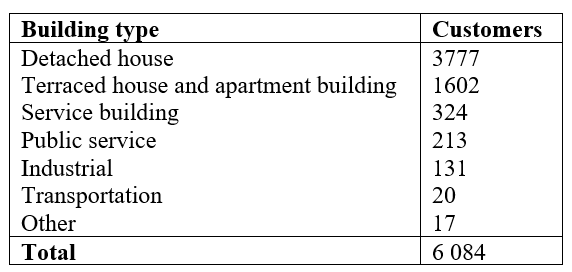 Building type Customers
Detached house 3777
Terraced house and apartment building 1602
Service building 324
Public service 213
Industrial 131
Transportation 20
Other 17
Total 6 084